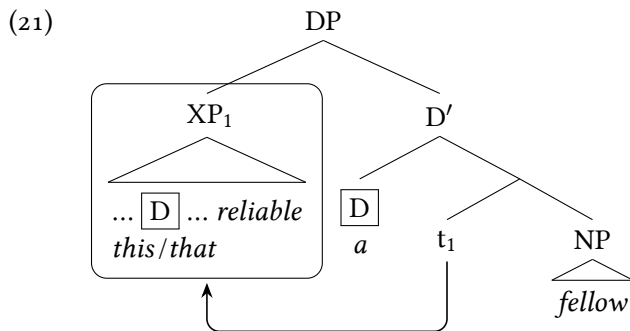 (21) DP
XP₁ D′
... D ... reliable D t₁ NP
this/that a fellow